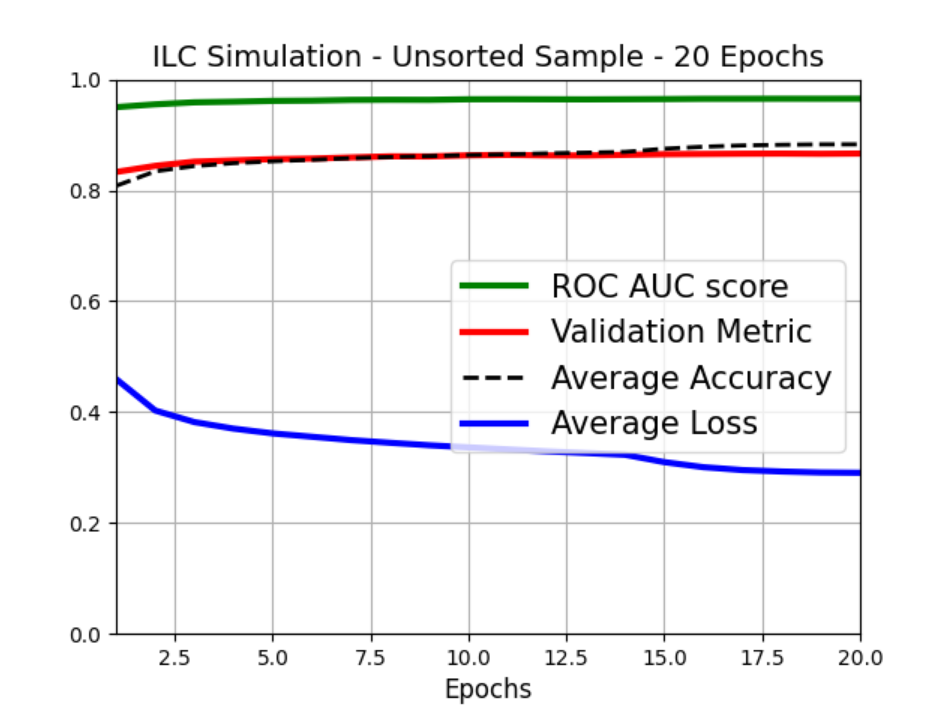 ILC Simulation - Unsorted Sample - 20 Epochs
1.0
0.8
0.6
0.4
0.2
0.0
ROC AUC score
Validation Metric
Average Accuracy
Average Loss
2.5 5.0 7.5 10.0 12.5 15.0 17.5 20.0
Epochs